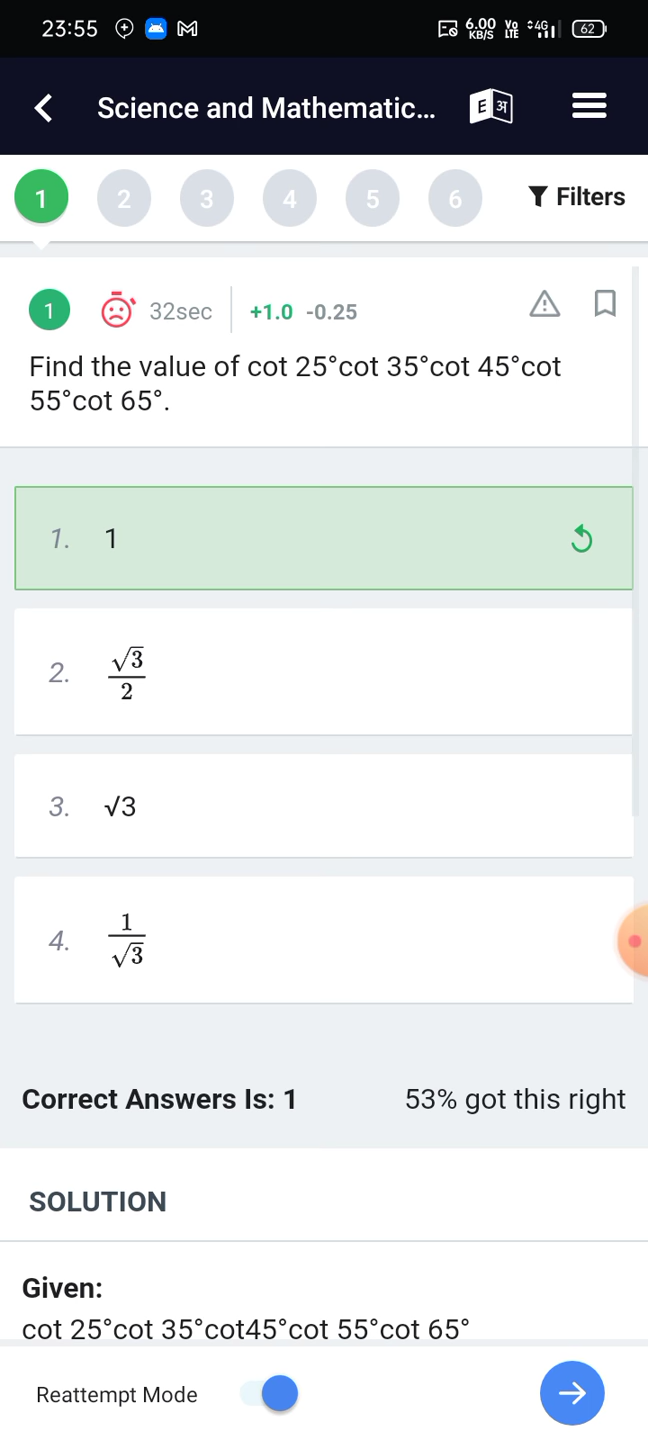 23:55 6.00 KB/S Vo LTE 4G 62
Science and Mathematic... E अ
1 2 3 4 5 6 Filters
1 32sec +1.0 -0.25
Find the value of cot 25°cot 35°cot 45°cot
55°cot 65°.
1. 1
2. √3/2
3. √3
4. 1/√3
Correct Answers Is: 1 53% got this right
SOLUTION
Given:
cot 25°cot 35°cot45°cot 55°cot 65°
Reattempt Mode